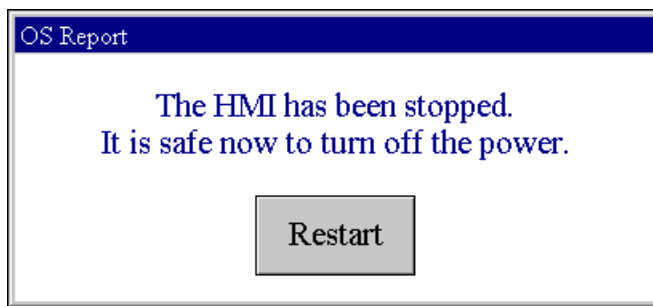 OS Report
The HMI has been stopped.
It is safe now to turn off the power.
Restart